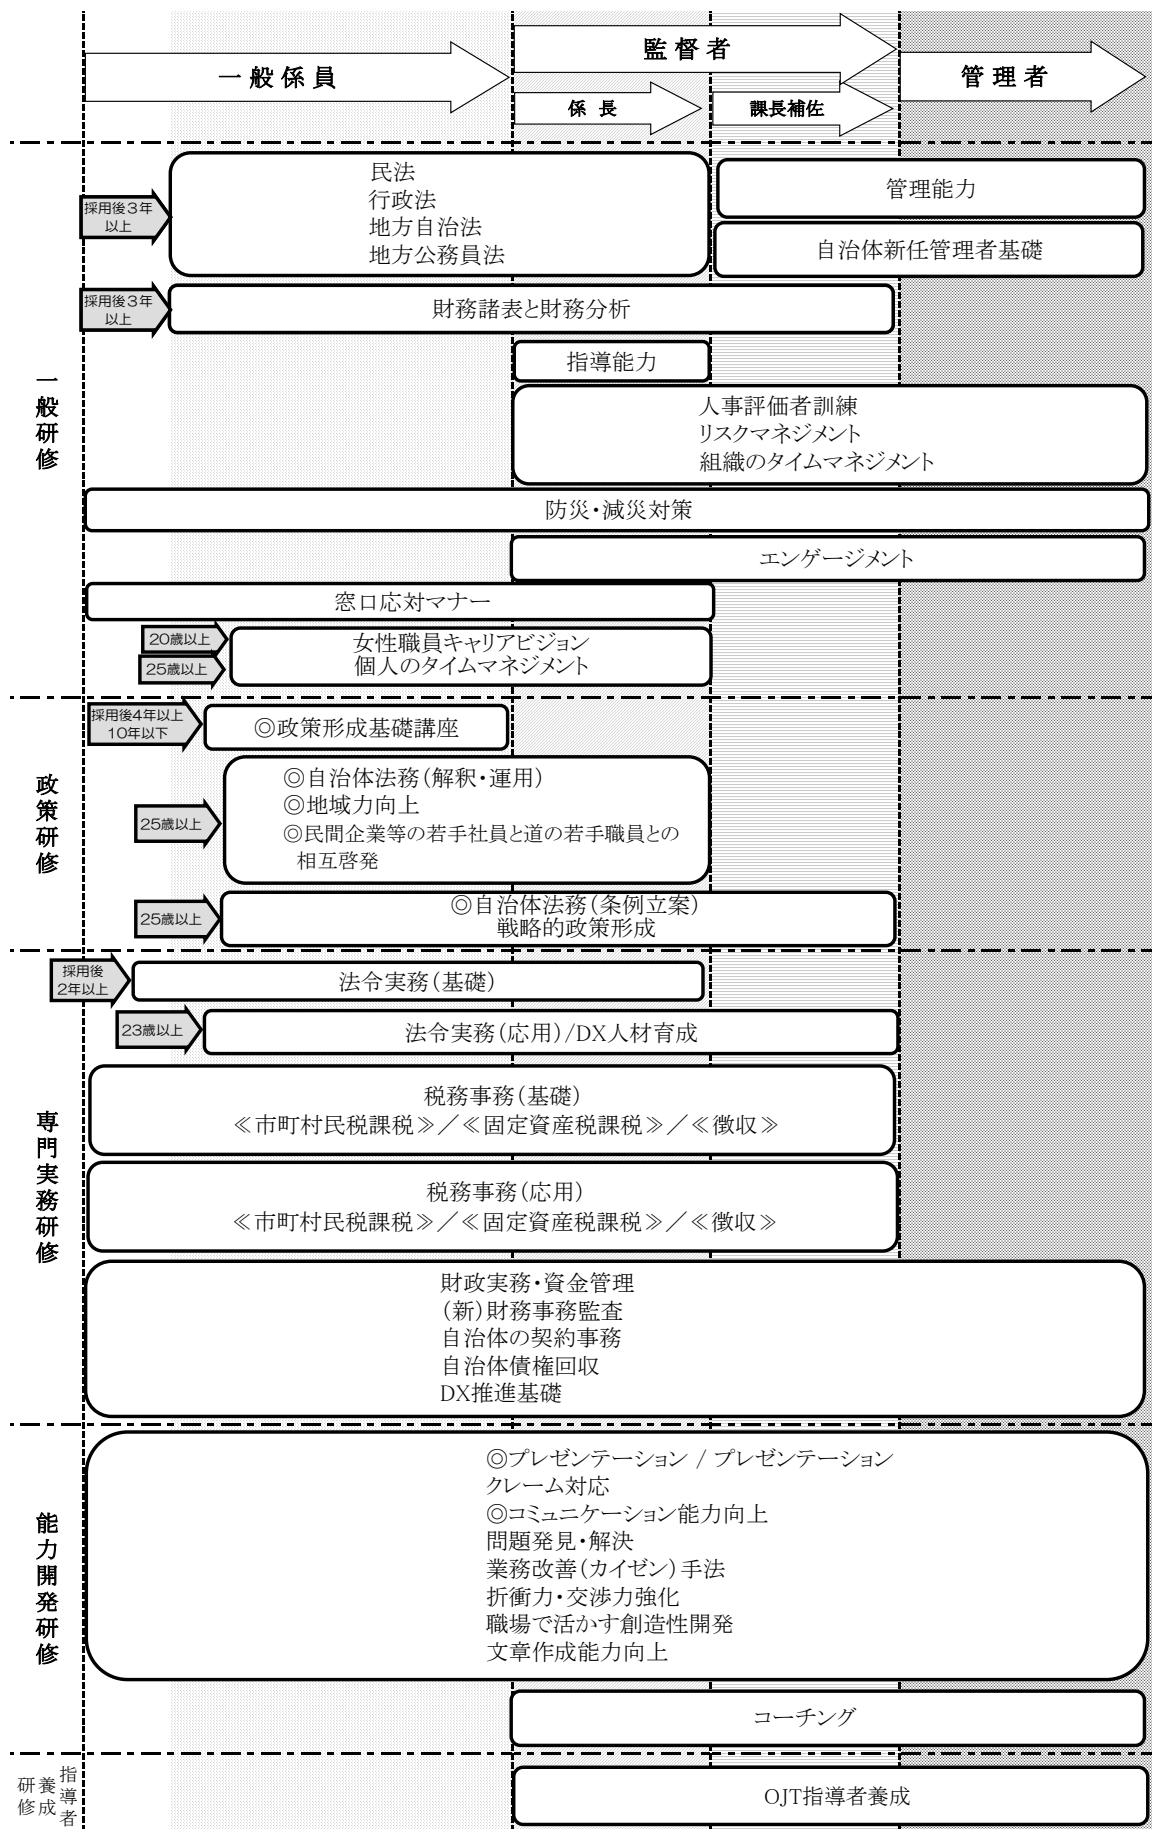 一般係員
監督者
管理者
係長
課長補佐
一般研修
採用後３年
以上
民法
行政法
地方自治法
地方公務員法
管理能力
自治体新任管理者基礎
採用後３年
以上
財務諸表と財務分析
指導能力
人事評価者訓練
リスクマネジメント
組織のタイムマネジメント
防災・減災対策
エンゲージメント
窓口応対マナー
20歳以上
25歳以上
女性職員キャリアビジョン
個人のタイムマネジメント
政策研修
採用後4年以上
10年以下
◎政策形成基礎講座
25歳以上
◎自治体法務（解釈・運用）
◎地域力向上
◎民間企業等の若手社員と道の若手職員との
相互啓発
25歳以上
◎自治体法務（条例立案）
戦略的政策形成
専門実務研修
採用後
2年以上
法令実務（基礎）
23歳以上
法令実務（応用）/DX人材育成
税務事務（基礎）
≪市町村民税課税≫／≪固定資産税課税≫／≪徴収≫
税務事務（応用）
≪市町村民税課税≫／≪固定資産税課税≫／≪徴収≫
財政実務・資金管理
（新）財務事務監査
自治体の契約事務
自治体債権回収
DX推進基礎
能力開発研修
◎プレゼンテーション / プレゼンテーション
クレーム対応
◎コミュニケーション能力向上
問題発見・解決
業務改善（カイゼン）手法
折衝力・交渉力強化
職場で活かす創造性開発
文章作成能力向上
コーチング
指導者
養成
研修
OJT指導者養成